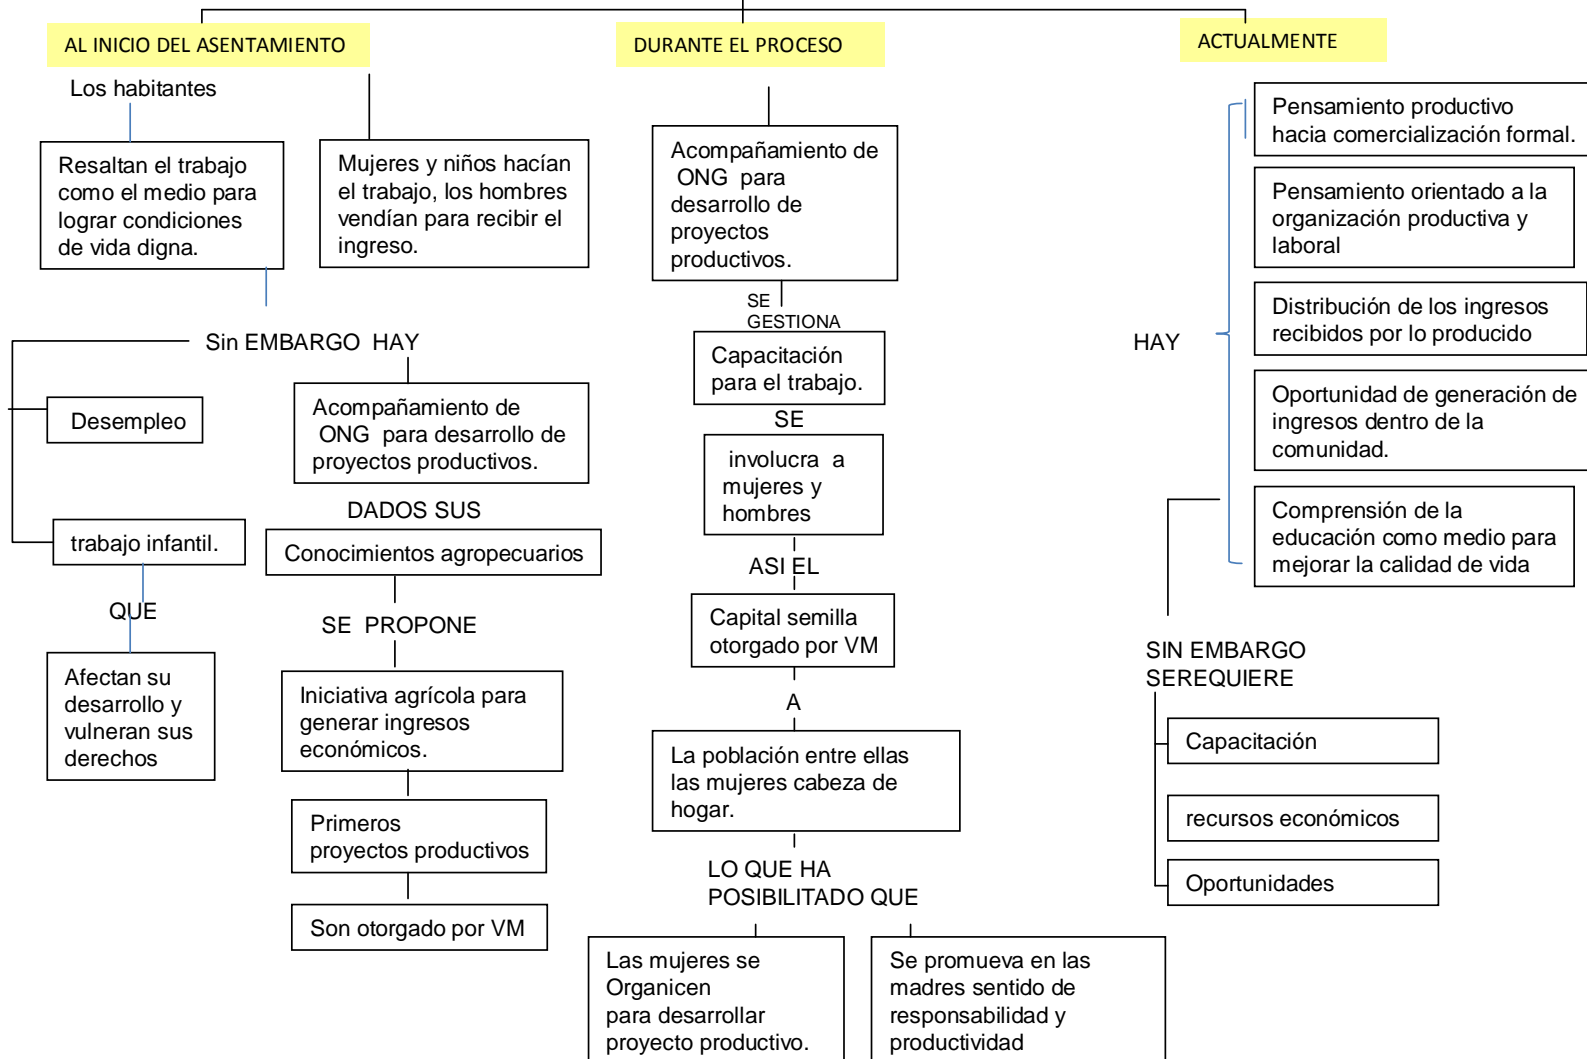 AL INICIO DEL ASENTAMIENTO
Los habitantes
Resaltan el trabajo
como el medio para
lograr condiciones
de vida digna.
Mujeres y niños hacían
el trabajo, los hombres
vendían para recibir el
ingreso.
Sin EMBARGO HAY
Desempleo
trabajo infantil.
QUE
Afectan su
desarrollo y
vulneran sus
derechos
Acompañamiento de
ONG para desarrollo de
proyectos productivos.
DADOS SUS
Conocimientos agropecuarios
SE PROPONE
Iniciativa agrícola para
generar ingresos
económicos.
Primeros
proyectos productivos
Son otorgado por VM
DURANTE EL PROCESO
Acompañamiento de
ONG para
desarrollo de
proyectos
productivos.
SE
GESTIONA
Capacitación
para el trabajo.
SE
involucra a
mujeres y
hombres
ASI EL
Capital semilla
otorgado por VM
A
La población entre ellas
las mujeres cabeza de
hogar.
LO QUE HA
POSIBILITADO QUE
Las mujeres se
Organicen
para desarrollar
proyecto productivo.
Se promueva en las
madres sentido de
responsabilidad y
productividad
ACTUALMENTE
HAY
Pensamiento productivo
hacia comercialización formal.
Pensamiento orientado a la
organización productiva y
laboral
Distribución de los ingresos
recibidos por lo producido
Oportunidad de generación de
ingresos dentro de la
comunidad.
Comprensión de la
educación como medio para
mejorar la calidad de vida
SIN EMBARGO
SEREQUIERE
Capacitación
recursos económicos
Oportunidades